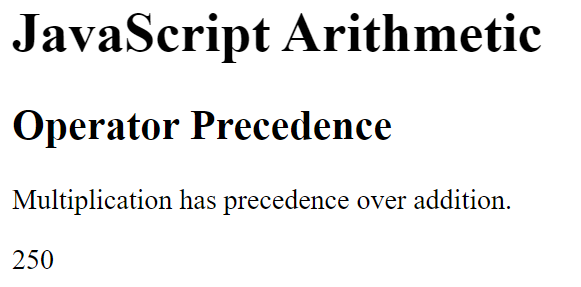 JavaScript Arithmetic
Operator Precedence
Multiplication has precedence over addition.
250